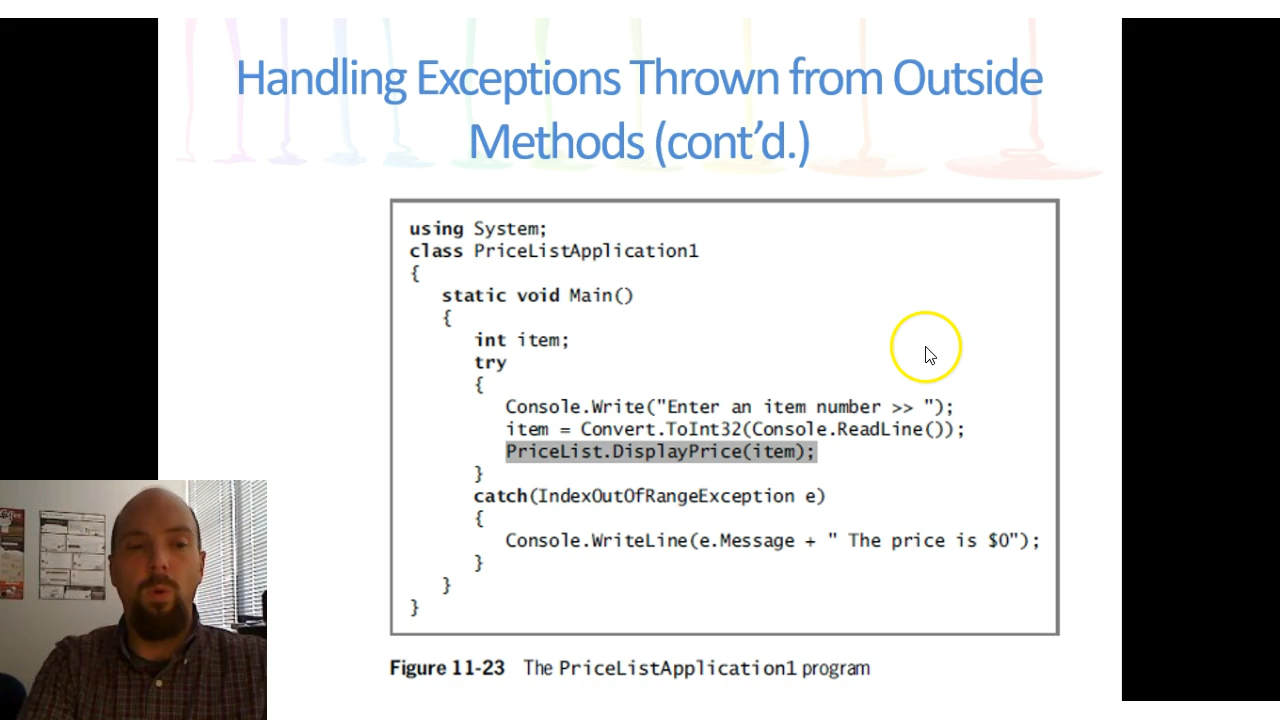 Handling Exceptions Thrown from Outside
Methods (cont’d.)
using System;
class PriceListApplication1
{
static void Main()
{
int item;
try
{
Console.Write("Enter an item number >> ");
item = Convert.ToInt32(Console.ReadLine());
PriceList.DisplayPrice(item);
}
catch(IndexOutOfRangeException e)
{
Console.WriteLine(e.Message + " The price is $0");
}
}
}
Figure 11-23 The PriceListApplication1 program